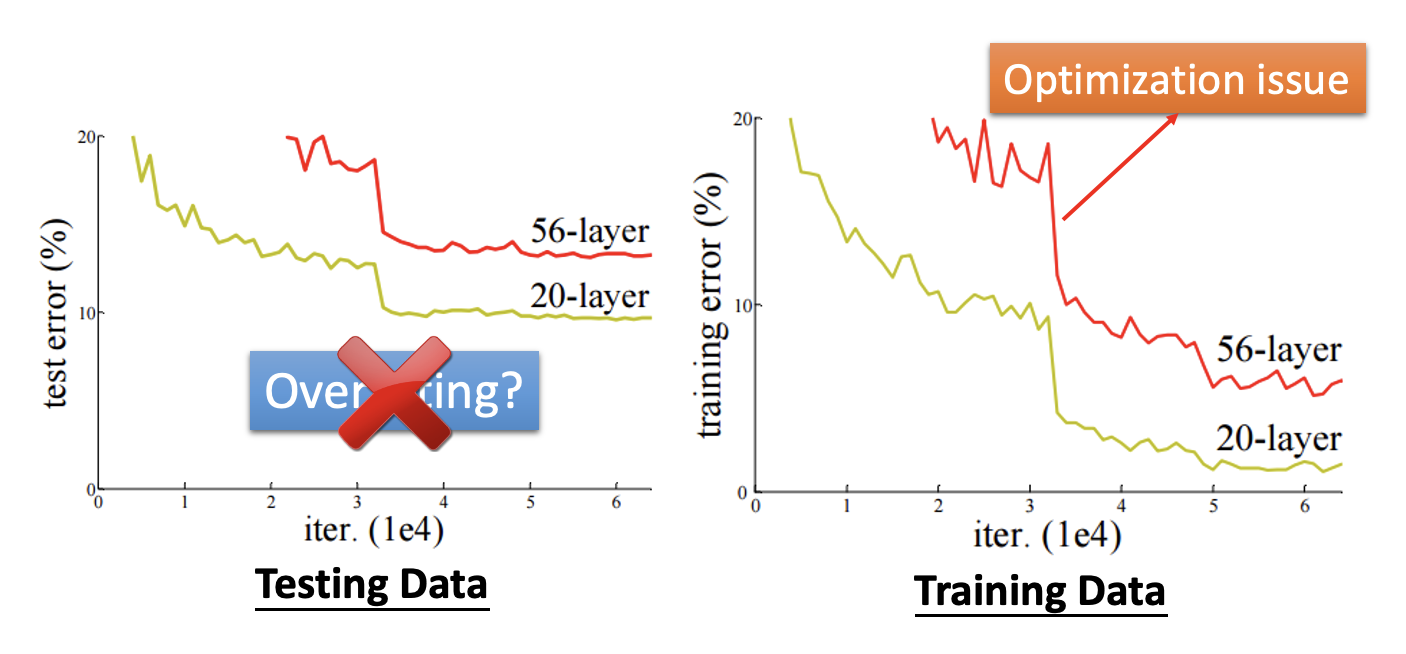 20
10
0
0
1
2
3
4
5
6
test error (%)
iter. (1e4)
56-layer
20-layer
Testing Data
Optimization issue
20
10
0
0
1
2
3
4
5
6
training error (%)
iter. (1e4)
56-layer
20-layer
Training Data